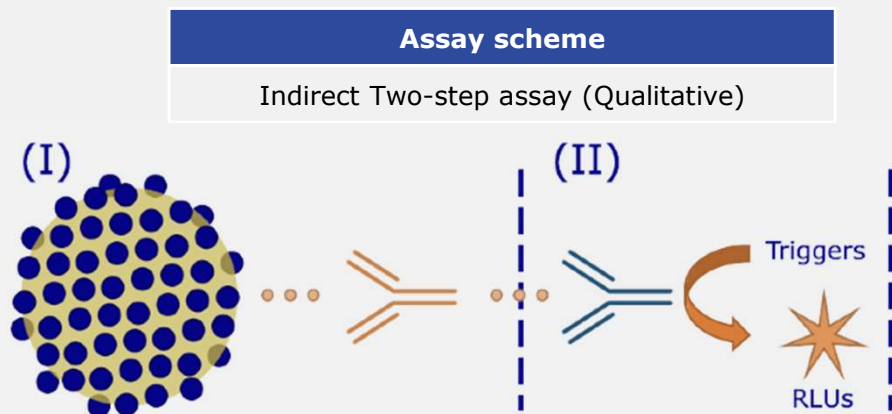 Assay scheme
Indirect Two-step assay (Qualitative)
(I)
(II)
Triggers
RLUs